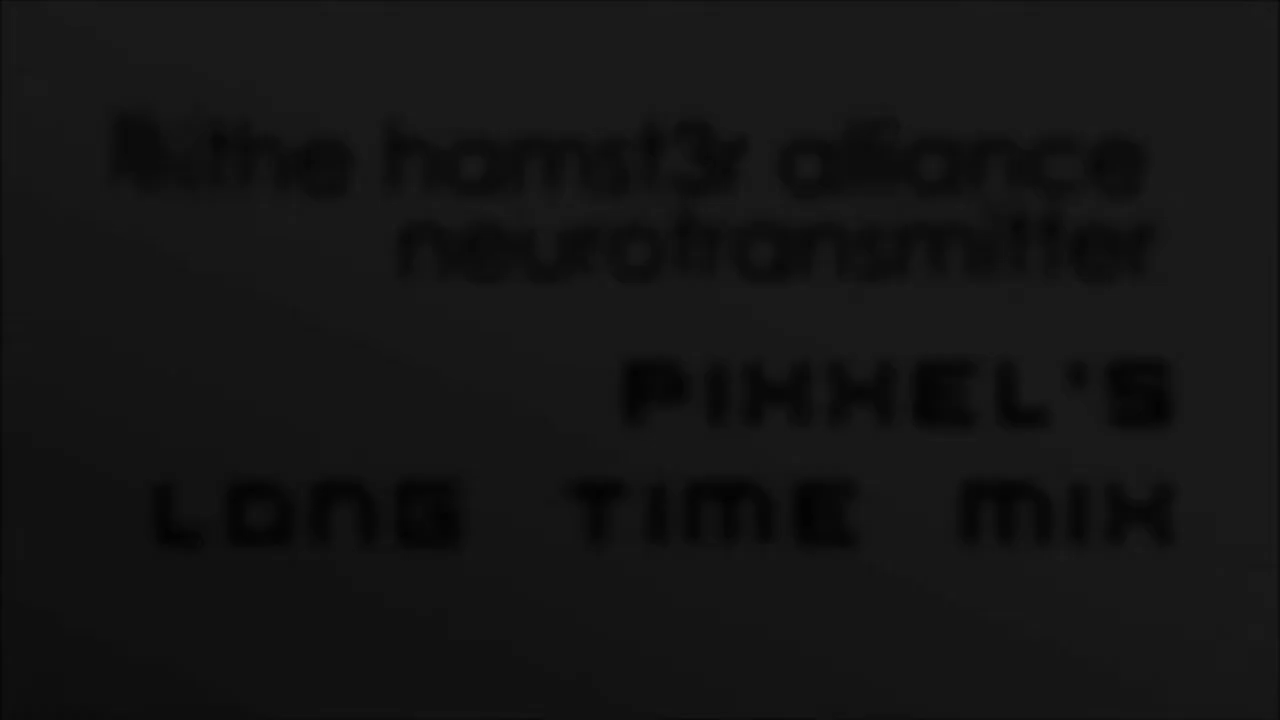 the hamst3r alliance
neurotransmitter
PIXXEL'S
LONG TIME MIX